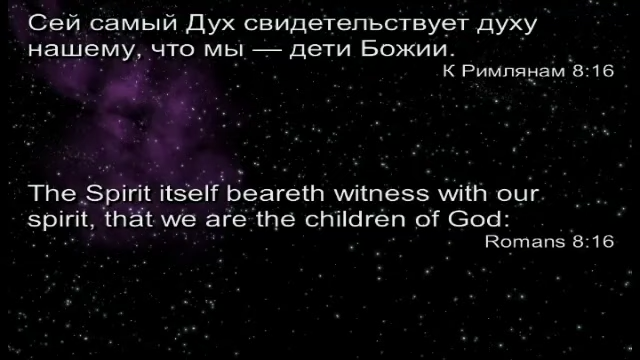 Сей самый Дух свидетельствует духу
нашему, что мы — дети Божии.
К Римлянам 8:16
The Spirit itself beareth witness with our
spirit, that we are the children of God:
Romans 8:16